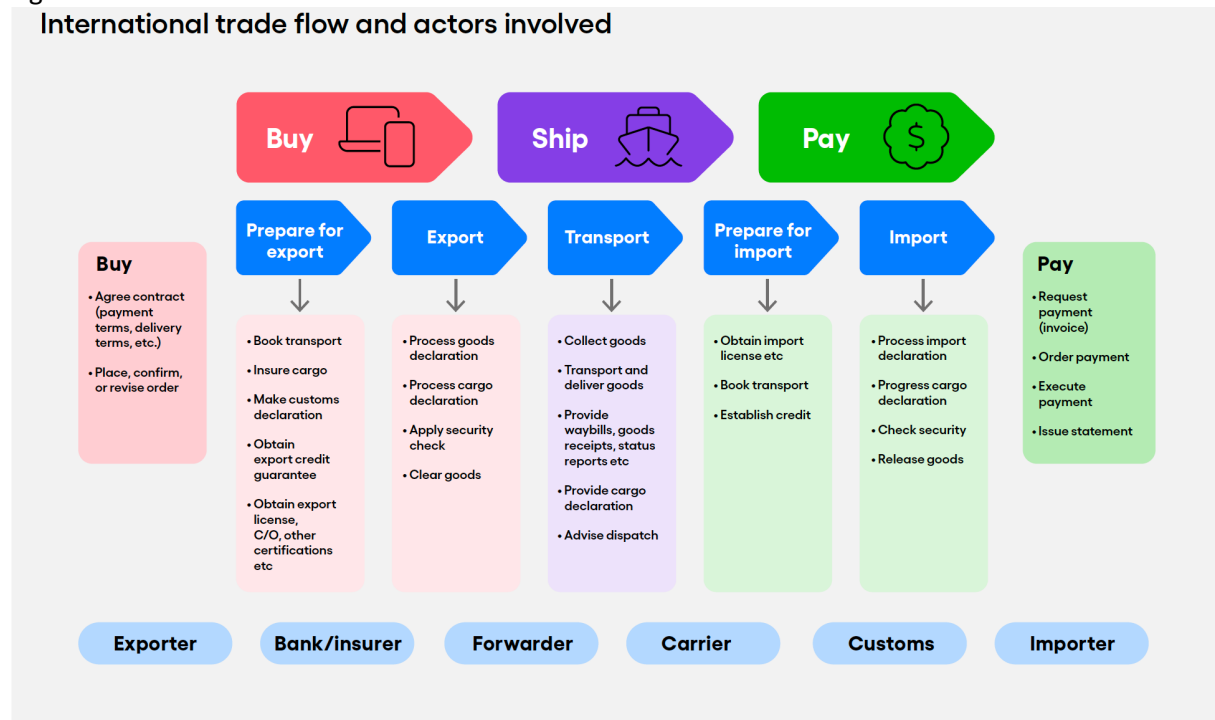 International trade flow and actors involved
Buy
Ship
Pay
$
Prepare for
export
Export
Transport
Prepare for
import
Import
Buy
• Agree contract
(payment
terms, delivery
terms, etc.)
• Place, confirm,
or revise order
• Book transport
• Insure cargo
• Make customs
declaration
• Obtain
export credit
guarantee
• Obtain export
license,
C/O, other
certifications
etc
• Process goods
declaration
• Process cargo
declaration
• Apply security
check
• Clear goods
• Collect goods
• Transport and
deliver goods
• Provide
waybills, goods
receipts, status
reports etc
• Provide cargo
declaration
• Advise dispatch
• Obtain import
license etc
• Book transport
• Establish credit
• Process import
declaration
• Progress cargo
declaration
• Check security
• Release goods
Pay
• Request
payment
(invoice)
• Order payment
• Execute
payment
• Issue statement
Exporter
Bank/insurer
Forwarder
Carrier
Customs
Importer